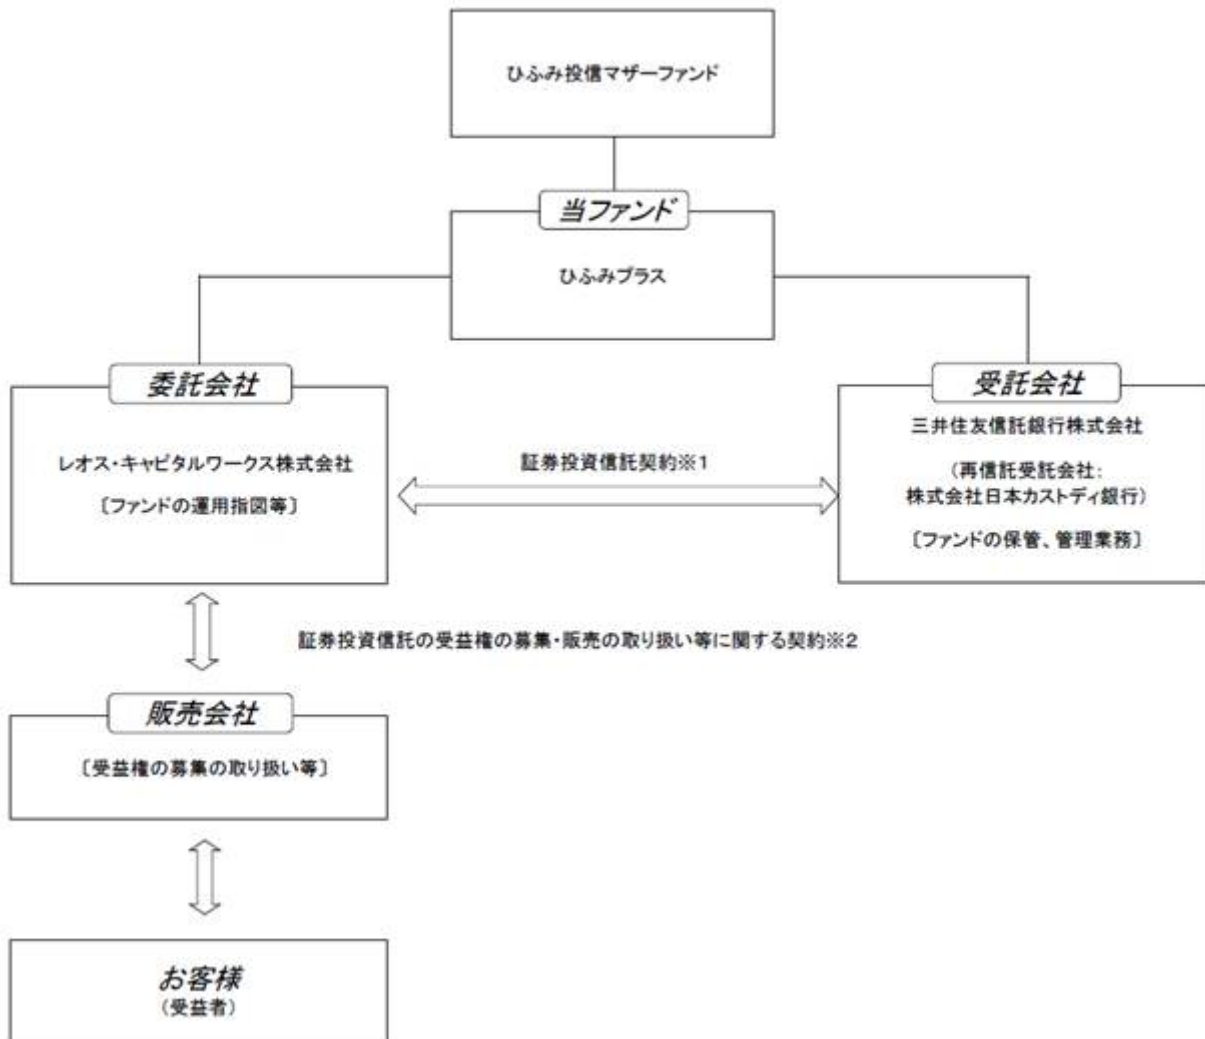 ひふみ投信マザーファンド
当ファンド
ひふみプラス
委託会社
レオス・キャピタルワークス株式会社
〔ファンドの運用指図等〕
証券投資信託契約※1
受託会社
三井住友信託銀行株式会社
（再信託受託会社：
株式会社日本カストディ銀行）
〔ファンドの保管、管理業務〕
証券投資信託の受益権の募集・販売の取り扱い等に関する契約※2
販売会社
〔受益権の募集の取り扱い等〕
お客様
（受益者）